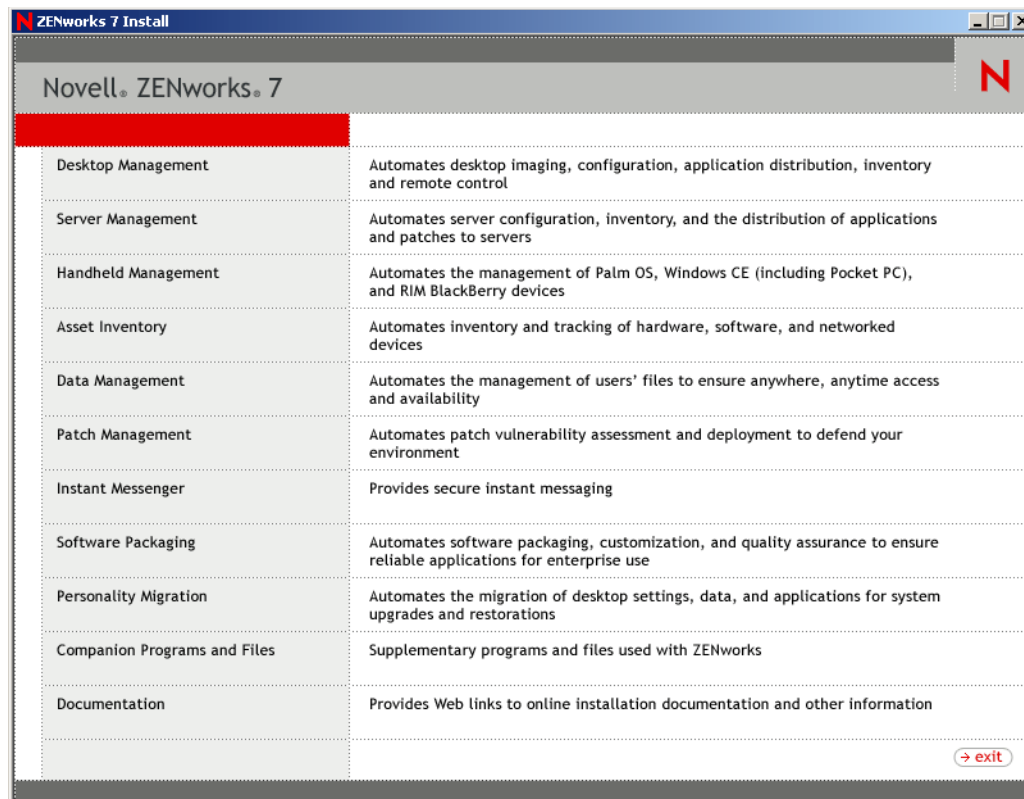 ZENworks 7 Install
N
Novell® ZENworks® 7
Desktop Management
Automates desktop imaging, configuration, application distribution, inventory
and remote control
Server Management
Automates server configuration, inventory, and the distribution of applications
and patches to servers
Handheld Management
Automates the management of Palm OS, Windows CE (including Pocket PC),
and RIM BlackBerry devices
Asset Inventory
Automates inventory and tracking of hardware, software, and networked
devices
Data Management
Automates the management of users’ files to ensure anywhere, anytime access
and availability
Patch Management
Automates patch vulnerability assessment and deployment to defend your
environment
Instant Messenger
Provides secure instant messaging
Software Packaging
Automates software packaging, customization, and quality assurance to ensure
reliable applications for enterprise use
Personality Migration
Automates the migration of desktop settings, data, and applications for system
upgrades and restorations
Companion Programs and Files
Supplementary programs and files used with ZENworks
Documentation
Provides Web links to online installation documentation and other information
exit